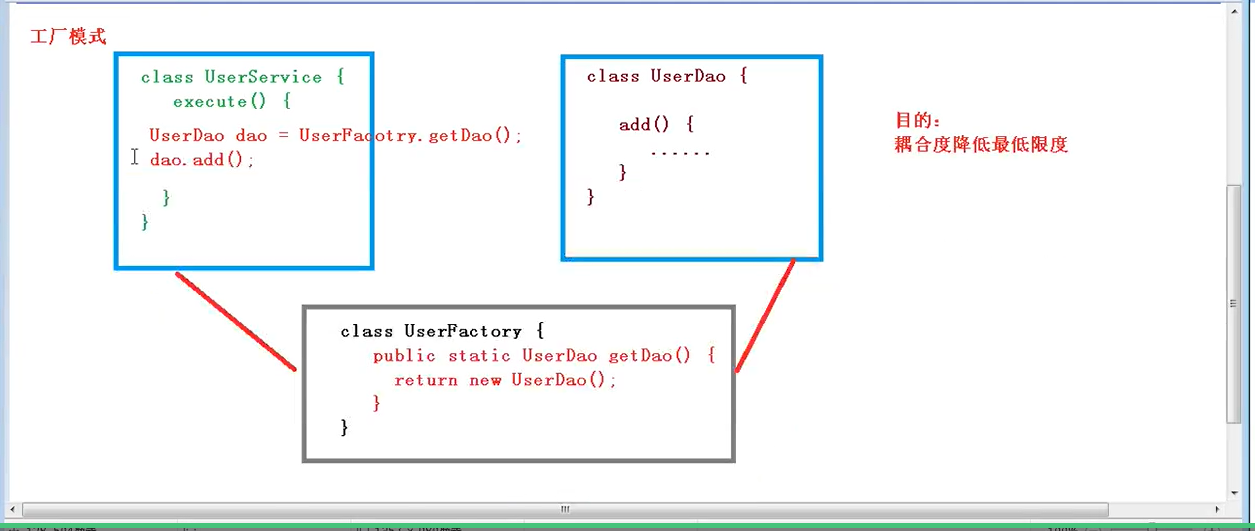 工厂模式
class UserService {
execute() {
UserDao dao = UserFacotry.getDao();
dao.add();
}
}
class UserDao {
add() {
......
}
}
目的:
耦合度降低最低限度
class UserFactory {
public static UserDao getDao() {
return new UserDao();
}
}